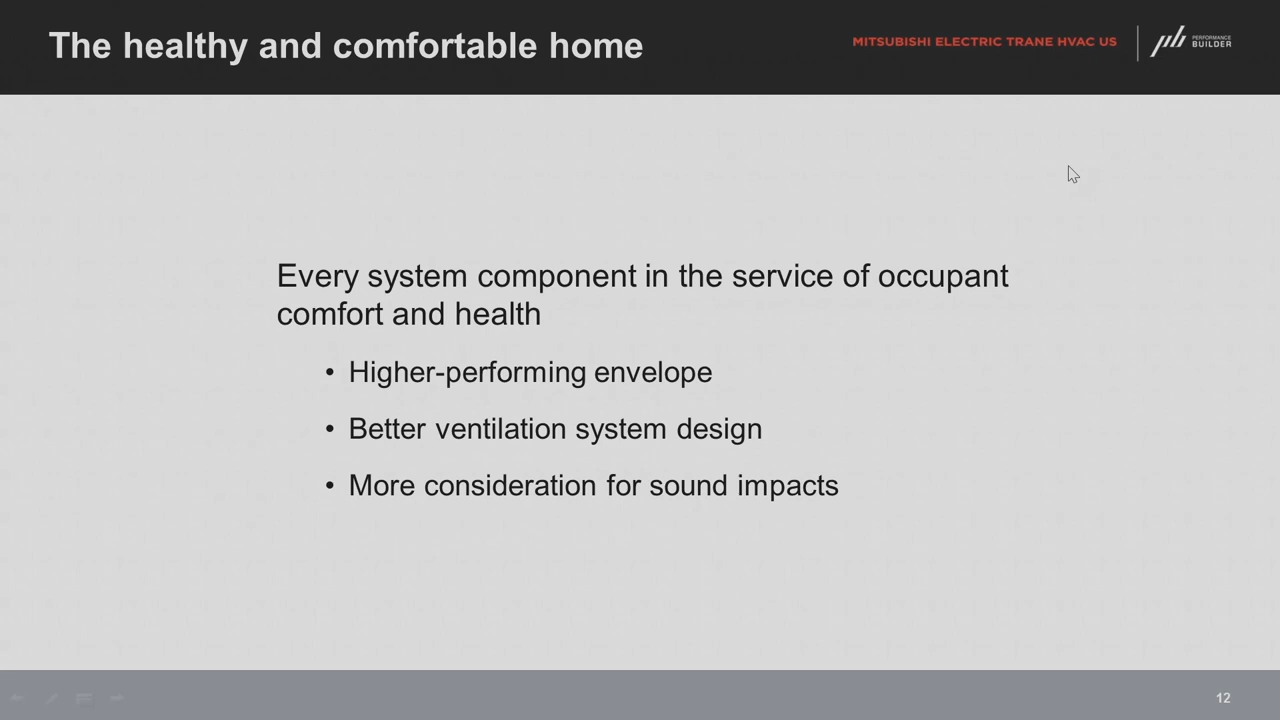 The healthy and comfortable home
MITSUBISHI ELECTRIC TRANE HVAC US
pb PERFORMANCE
BUILDER
Every system component in the service of occupant
comfort and health
• Higher-performing envelope
• Better ventilation system design
• More consideration for sound impacts
12